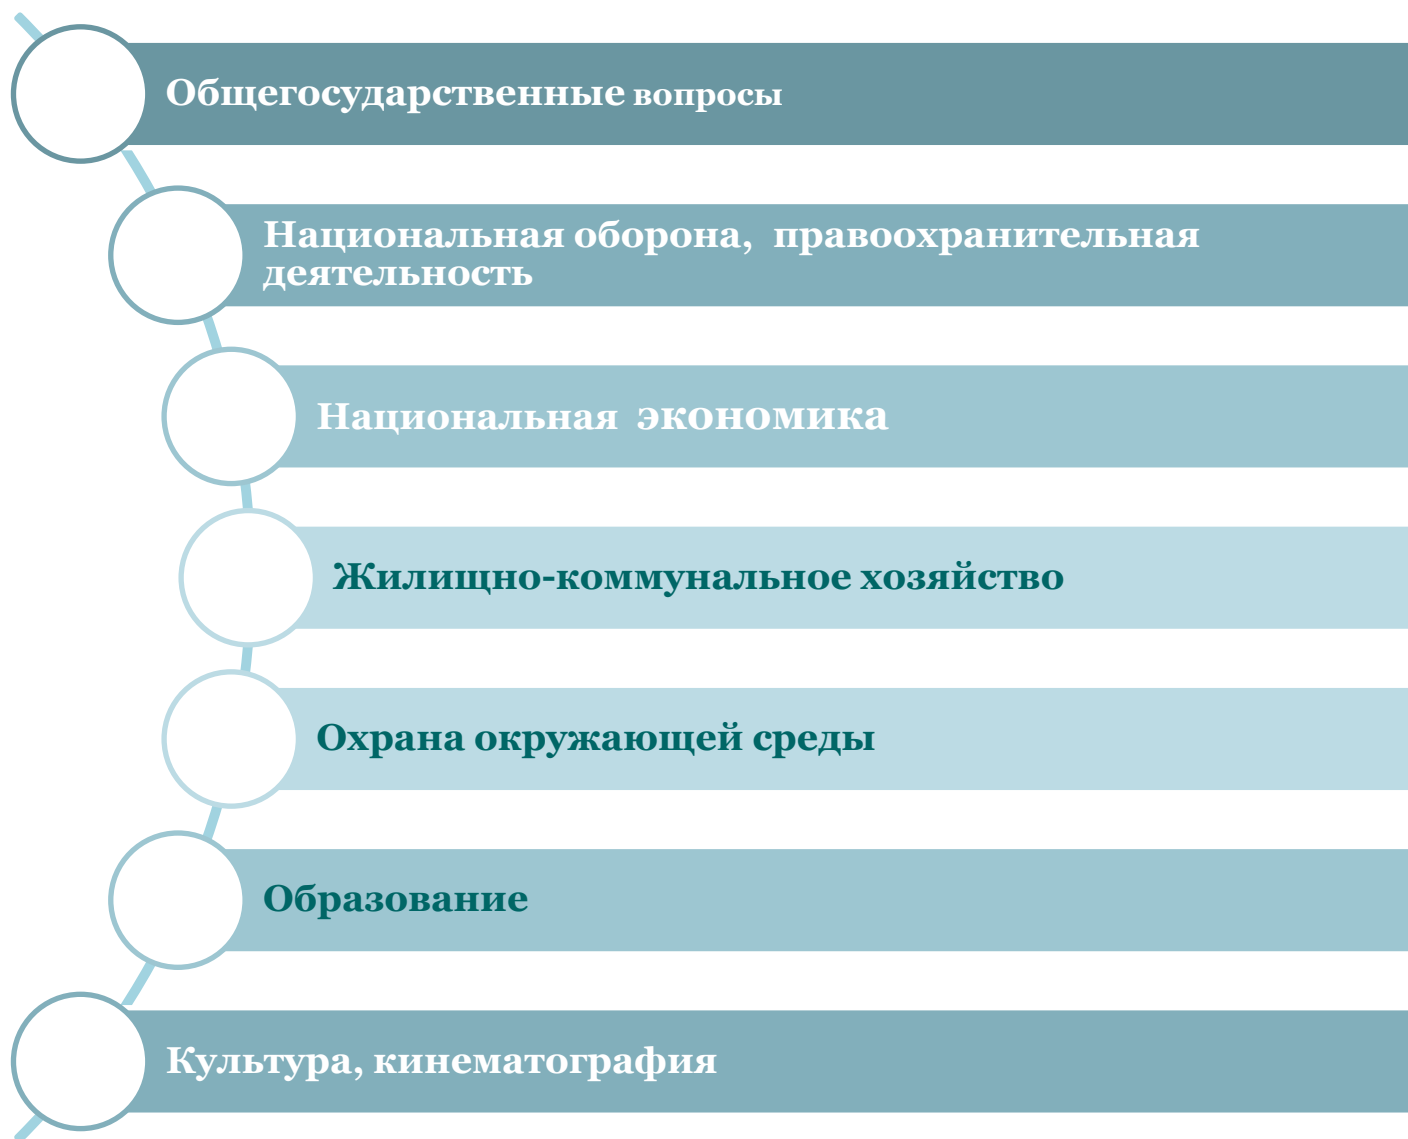 Общегосударственные вопросы
Национальная оборона, правоохранительная
деятельность
Национальная экономика
Жилищно-коммунальное хозяйство
Охрана окружающей среды
Образование
Культура, кинематография